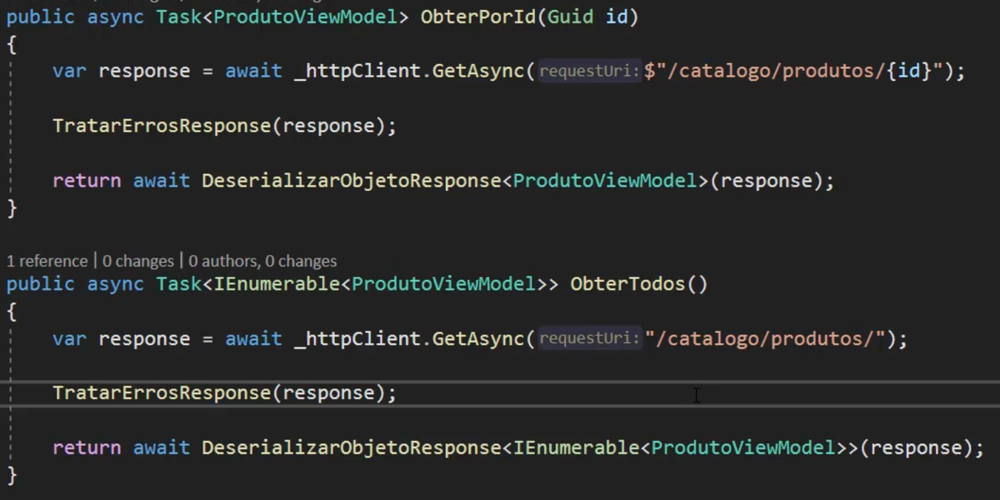 public async Task<ProdutoViewModel> ObterPorId(Guid id)
{
var response = await _httpClient.GetAsync(requestUri:$"/catalogo/produtos/{id}");
TratarErrosResponse(response);
return await DeserializarObjetoResponse<ProdutoViewModel>(response);
}
1 reference | 0 changes | 0 authors, 0 changes
public async Task<IEnumerable<ProdutoViewModel>> ObterTodos()
{
var response = await _httpClient.GetAsync(requestUri:"/catalogo/produtos/");
TratarErrosResponse(response);
return await DeserializarObjetoResponse<IEnumerable<ProdutoViewModel>>(response);
}